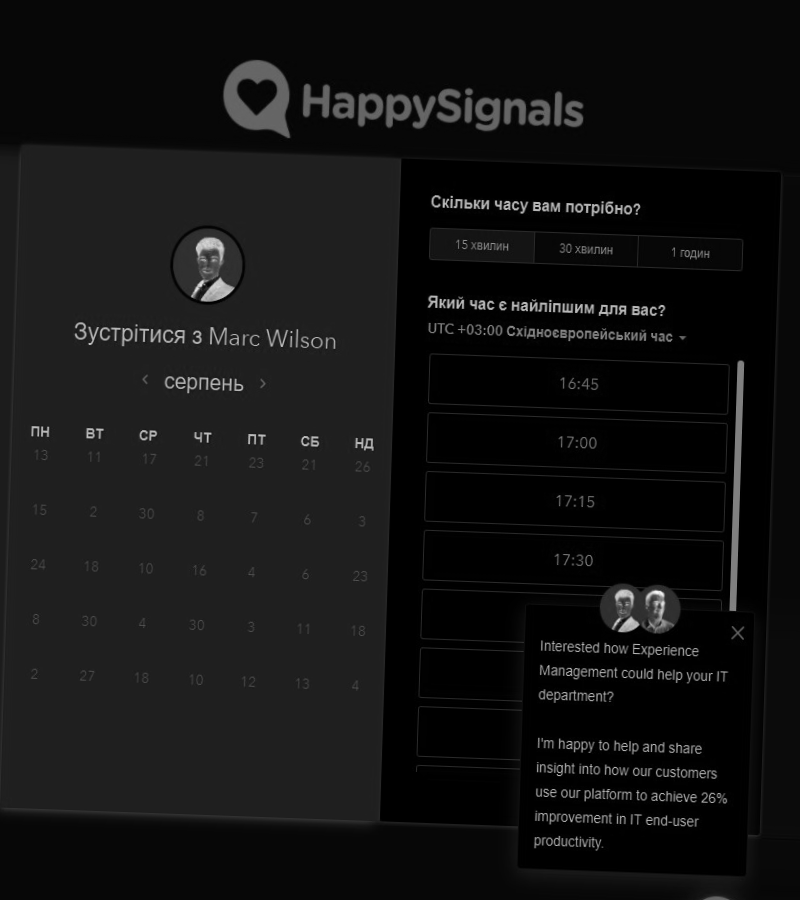 HappySignals
Зустрітися з Marc Wilson
серпень
ПН ВТ СР ЧТ ПТ СБ НД
13 11 17 21 23 21 26
15 2 30 8 7 6 3
24 18 10 16 4 6 23
8 30 4 30 3 11 18
2 27 18 10 12 13 4
Скільки часу вам потрібно?
15 хвилин 30 хвилин 1 годин
Який час є найліпшим для вас?
UTC +03:00 Східноєвропейський час
16:45
17:00
17:15
17:30
Interested how Experience
Management could help your IT
department?
I'm happy to help and share
insight into how our customers
use our platform to achieve 26%
improvement in IT end-user
productivity.